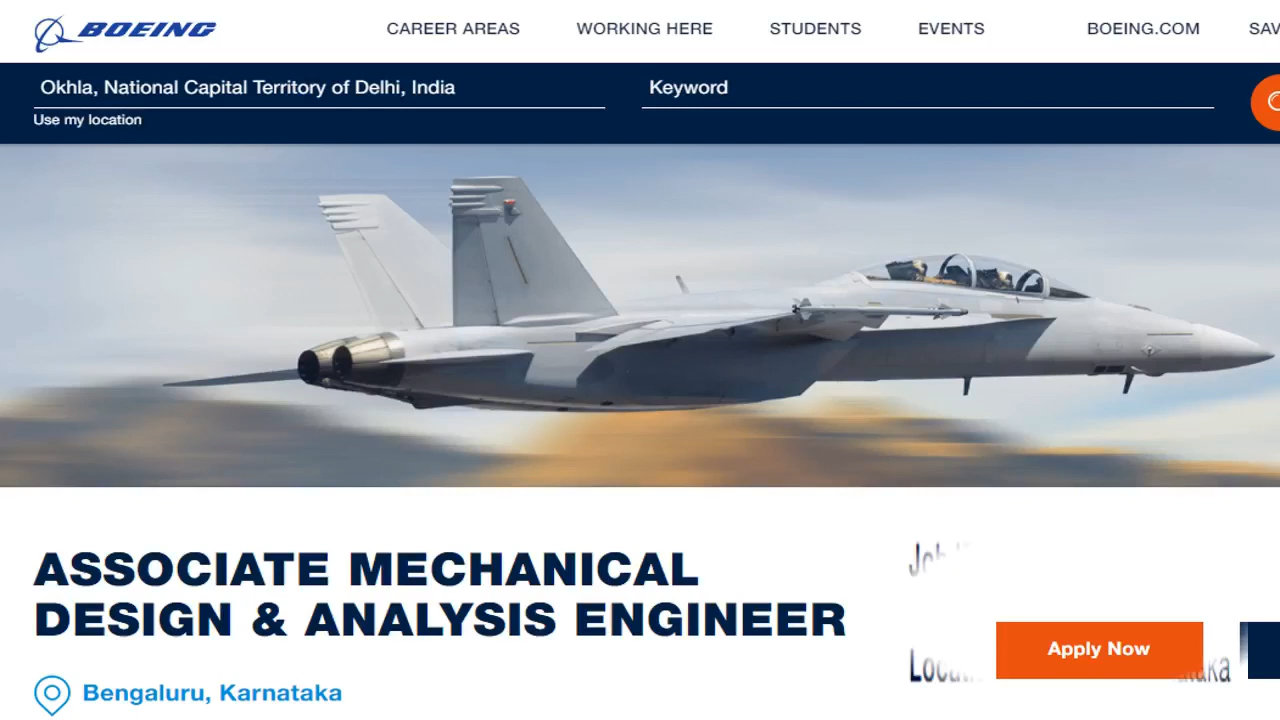 BOEING
CAREER AREAS WORKING HERE STUDENTS EVENTS BOEING.COM SAV
Okhla, National Capital Territory of Delhi, India Keyword
Use my location
ASSOCIATE MECHANICAL
DESIGN & ANALYSIS ENGINEER
Apply Now
Bengaluru, Karnataka